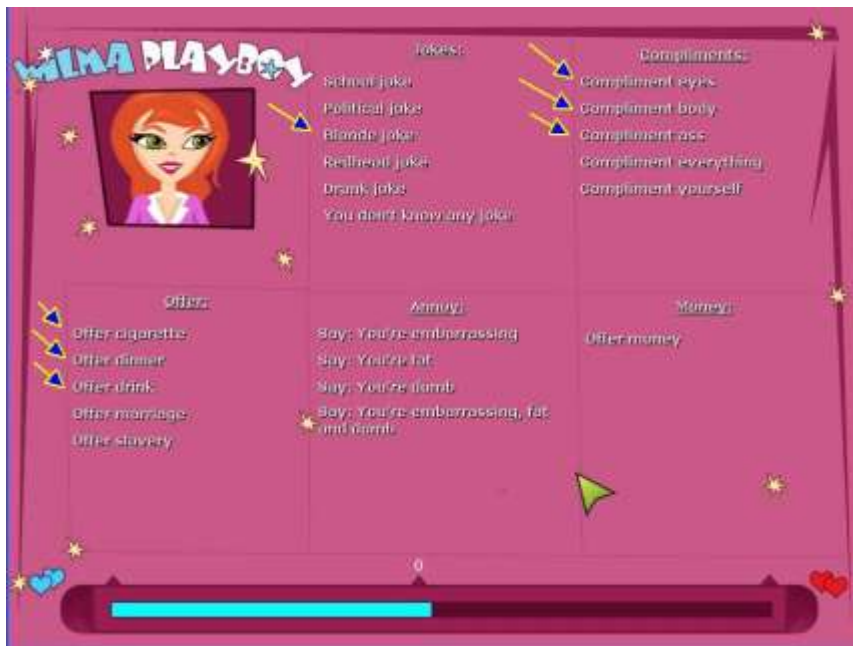 WILMA PLAYBOY
Jokes:
School joke
Political joke
Blonde joke
Redhead joke
Drunk joke
You don't know any joke
Compliments:
Compliment eyes
Compliment body
Compliment ass
Compliment everything
Compliment yourself
Offer:
Offer cigarette
Offer dinner
Offer drink
Offer marriage
Offer slavery
Annoy:
Say: You're embarrassing
Say: You're fat
Say: You're dumb
Say: You're embarrassing, fat
and dumb
Money:
Offer money
0